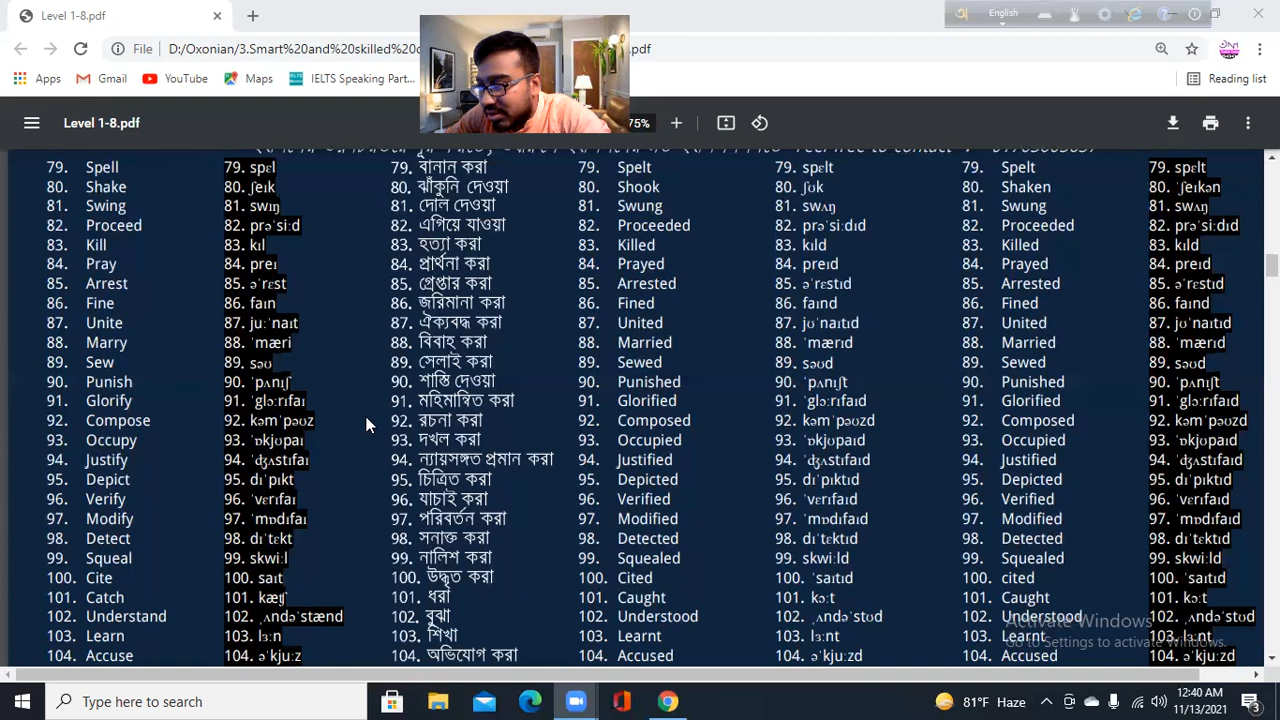 Level 1-8.pdf
English
File D:/Oxonian/3.Smart%20and%20skilled%20 pdf
Apps Gmail YouTube Maps IELTS Speaking Part... Reading list
Level 1-8.pdf 75%
79. Spell 79. spɛl 79. বানান করা 79. Spelt 79. spɛlt 79. Spelt 79. spɛlt
80. Shake 80. ʃeɪk 80. ঝাঁকুনি দেওয়া 80. Shook 80. ʃʊk 80. Shaken 80. ˈʃeɪkən
81. Swing 81. swɪŋ 81. দোল দেওয়া 81. Swung 81. swʌŋ 81. Swung 81. swʌŋ
82. Proceed 82. prəˈsiːd 82. এগিয়ে যাওয়া 82. Proceeded 82. prəˈsiːdɪd 82. Proceeded 82. prəˈsiːdɪd
83. Kill 83. kɪl 83. হত্যা করা 83. Killed 83. kɪld 83. Killed 83. kɪld
84. Pray 84. preɪ 84. প্রার্থনা করা 84. Prayed 84. preɪd 84. Prayed 84. preɪd
85. Arrest 85. əˈrɛst 85. গ্রেপ্তার করা 85. Arrested 85. əˈrɛstɪd 85. Arrested 85. əˈrɛstɪd
86. Fine 86. faɪn 86. জরিমানা করা 86. Fined 86. faɪnd 86. Fined 86. faɪnd
87. Unite 87. juːˈnaɪt 87. ঐক্যবদ্ধ করা 87. United 87. jʊˈnaɪtɪd 87. United 87. jʊˈnaɪtɪd
88. Marry 88. ˈmæri 88. বিবাহ করা 88. Married 88. ˈmærɪd 88. Married 88. ˈmærɪd
89. Sew 89. səʊ 89. সেলাই করা 89. Sewed 89. səʊd 89. Sewed 89. səʊd
90. Punish 90. ˈpʌnɪʃ 90. শাস্তি দেওয়া 90. Punished 90. ˈpʌnɪʃt 90. Punished 90. ˈpʌnɪʃt
91. Glorify 91. ˈglɔːrɪfaɪ 91. মহিমান্বিত করা 91. Glorified 91. ˈglɔːrɪfaɪd 91. Glorified 91. ˈglɔːrɪfaɪd
92. Compose 92. kəmˈpəʊz 92. রচনা করা 92. Composed 92. kəmˈpəʊzd 92. Composed 92. kəmˈpəʊzd
93. Occupy 93. ˈɒkjʊpaɪ 93. দখল করা 93. Occupied 93. ˈɒkjʊpaɪd 93. Occupied 93. ˈɒkjʊpaɪd
94. Justify 94. ˈʤʌstɪfaɪ 94. ন্যায়সঙ্গত প্রমান করা 94. Justified 94. ˈʤʌstɪfaɪd 94. Justified 94. ˈʤʌstɪfaɪd
95. Depict 95. dɪˈpɪkt 95. চিত্রিত করা 95. Depicted 95. dɪˈpɪktɪd 95. Depicted 95. dɪˈpɪktɪd
96. Verify 96. ˈvɛrɪfaɪ 96. যাচাই করা 96. Verified 96. ˈvɛrɪfaɪd 96. Verified 96. ˈvɛrɪfaɪd
97. Modify 97. ˈmɒdɪfaɪ 97. পরিবর্তন করা 97. Modified 97. ˈmɒdɪfaɪd 97. Modified 97. ˈmɒdɪfaɪd
98. Detect 98. dɪˈtɛkt 98. সনাক্ত করা 98. Detected 98. dɪˈtɛktɪd 98. Detected 98. dɪˈtɛktɪd
99. Squeal 99. skwiːl 99. নালিশ করা 99. Squealed 99. skwiːld 99. Squealed 99. skwiːld
100. Cite 100. saɪt 100. উদ্ধৃত করা 100. Cited 100. ˈsaɪtɪd 100. cited 100. ˈsaɪtɪd
101. Catch 101. kæʧ 101. ধরা 101. Caught 101. kɔːt 101. Caught 101. kɔːt
102. Understand 102. ˌʌndəˈstænd 102. বুঝা 102. Understood 102. ˌʌndəˈstʊd 102. Understood 102. ˌʌndəˈstʊd
103. Learn 103. lɜːn 103. শিখা 103. Learnt 103. lɜːnt 103. Learnt 103. lɜːnt
104. Accuse 104. əˈkjuːz 104. অভিযোগ করা 104. Accused 104. əˈkjuːzd 104. Accused 104. əˈkjuːzd
Activate Windows
Go to Settings to activate Windows.
Type here to search 81°F Haze 12:40 AM
11/13/2021 3